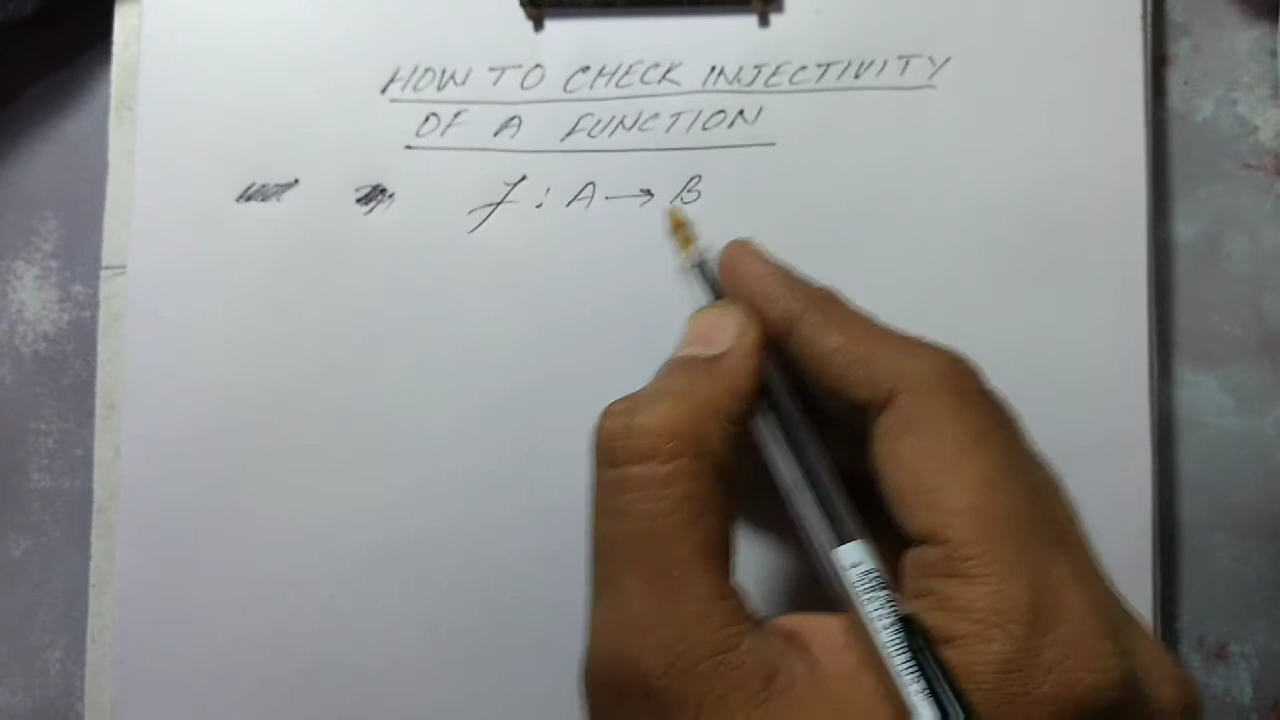 HOW TO CHECK INJECTIVITY
OF A FUNCTION
f : A → B